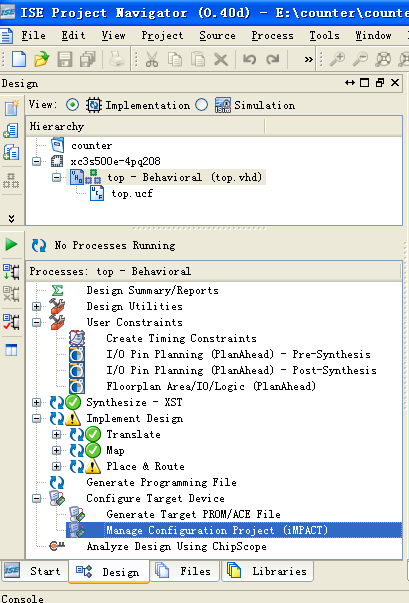 ISE Project Navigator (O.40d) - E:\counter\counte
File Edit View Project Source Process Tools Window
Design
View: Implementation Simulation
Hierarchy
counter
xc3s500e-4pq208
top - Behavioral (top.vhd)
top.ucf
No Processes Running
Processes: top - Behavioral
Design Summary/Reports
Design Utilities
User Constraints
Create Timing Constraints
I/O Pin Planning (PlanAhead) - Pre-Synthesis
I/O Pin Planning (PlanAhead) - Post-Synthesis
Floorplan Area/IO/Logic (PlanAhead)
Synthesize - XST
Implement Design
Translate
Map
Place & Route
Generate Programming File
Configure Target Device
Generate Target PROM/ACE File
Manage Configuration Project (iMPACT)
Analyze Design Using ChipScope
Start Design Files Libraries
Console